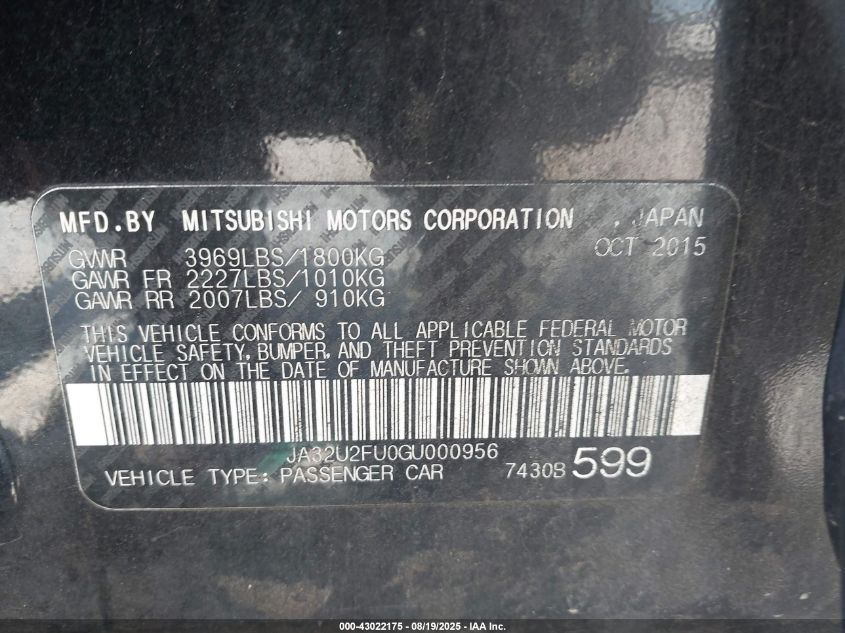 MFD.BY MITSUBISHI MOTORS CORPORATION , JAPAN
OCT 2015
GVWR 3969LBS/1800KG
GAWR FR 2227LBS/1010KG
GAWR RR 2007LBS/ 910KG
THIS VEHICLE CONFORMS TO ALL APPLICABLE FEDERAL MOTOR
VEHICLE SAFETY, BUMPER, AND THEFT PREVENTION STANDARDS
IN EFFECT ON THE DATE OF MANUFACTURE SHOWN ABOVE.
JA32U2FU0GU000956
VEHICLE TYPE: PASSENGER CAR 7430B 599
000-43022175 - 08/19/2025 - IAA Inc.